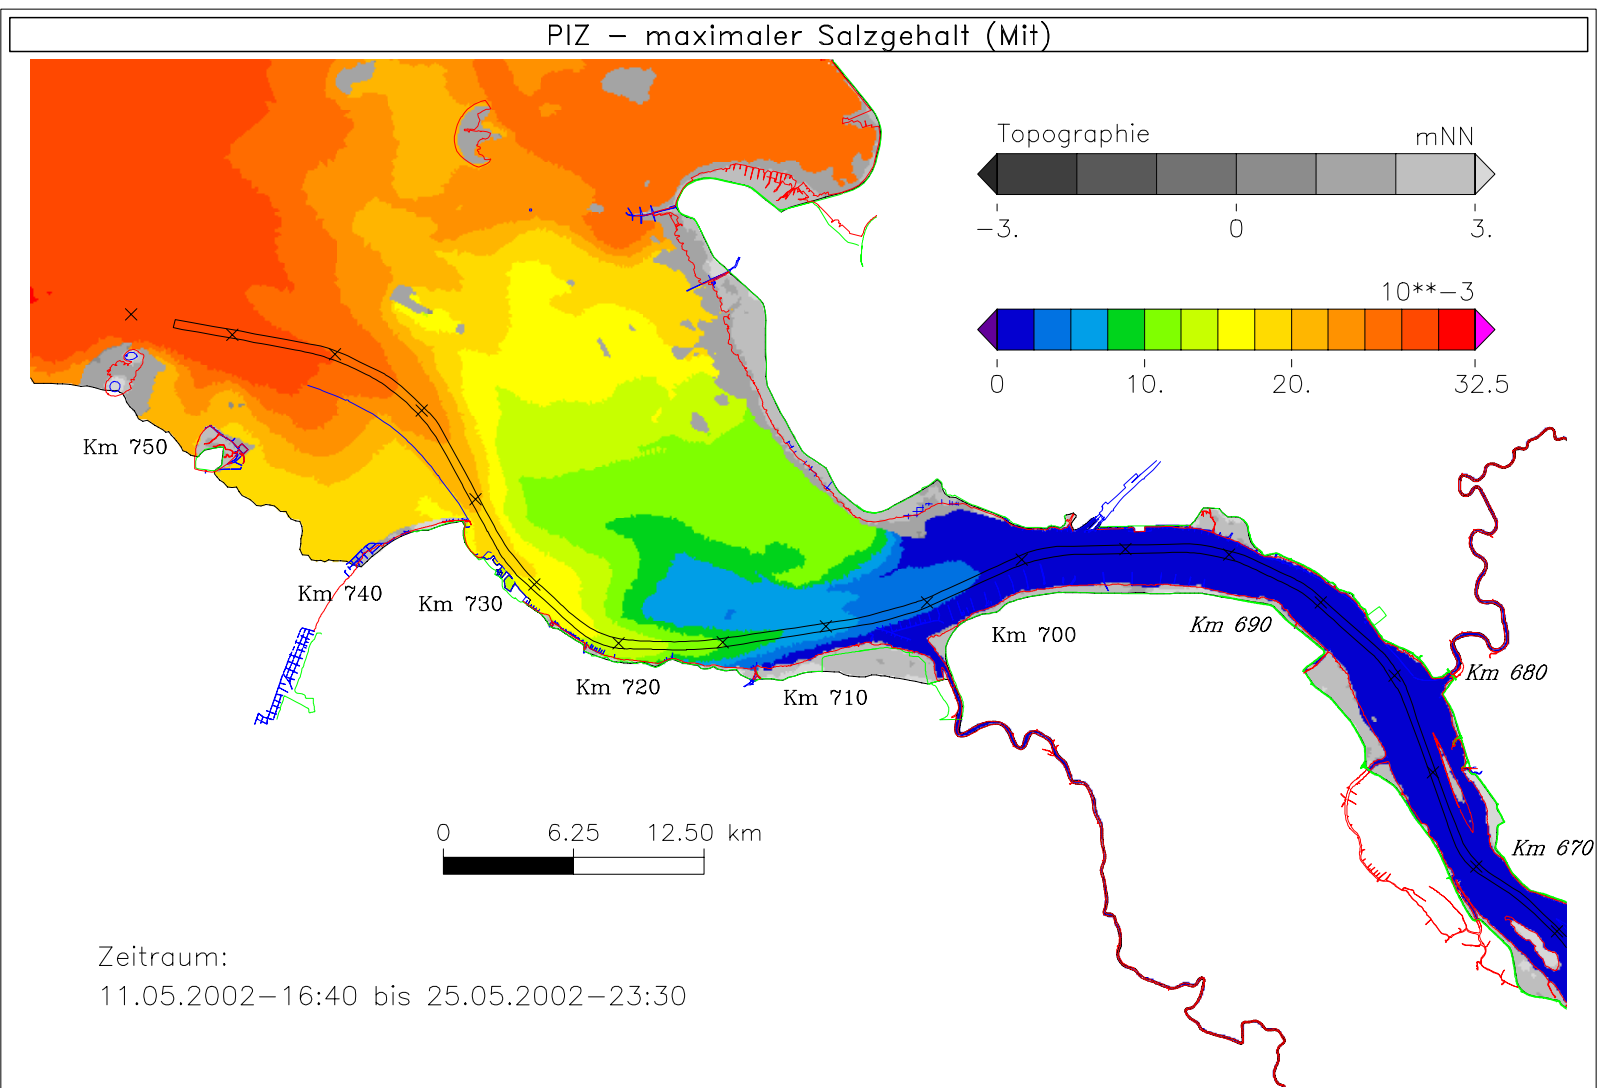 PIZ - maximaler Salzgehalt (Mit)
Topographie mNN
-3. 0 3.
10**-3
0 10. 20. 32.5
Km 750
Km 740
Km 730
Km 720
Km 710
Km 700
Km 690
Km 680
Km 670
0 6.25 12.50 km
Zeitraum:
11.05.2002-16:40 bis 25.05.2002-23:30